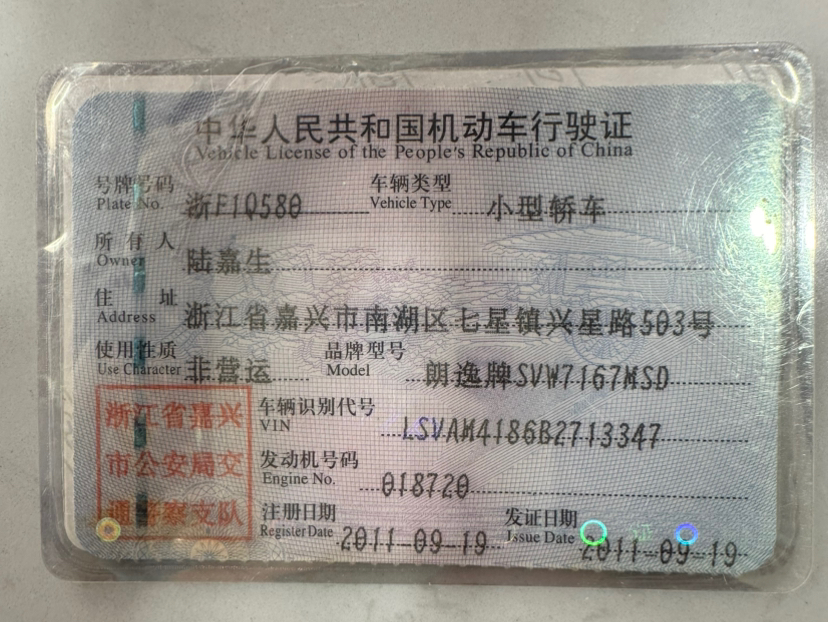 中华人民共和国机动车行驶证
Vehicle License of the People's Republic of China
号牌号码 浙F1Q580 车辆类型 小型轿车
Plate No. Vehicle Type
所有人 陆嘉生
Owner
住址 浙江省嘉兴市南湖区七星镇兴星路503号
Address
使用性质 非营运 品牌型号 朗逸牌SVW7167MSD
Use Character Model
浙江省嘉兴
市公安局交
通警察支队
车辆识别代号 LSVAM4186B2713347
VIN
发动机号码 018720
Engine No.
注册日期 2011-09-19 发证日期 2011-09-19
Register Date Issue Date